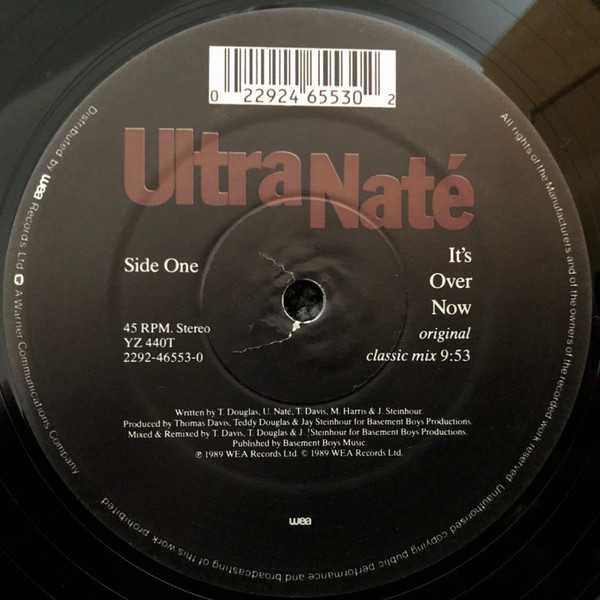 0 22924 65530 2
Ultra Naté
Side One
It's
Over
Now
original
classic mix 9:53
45 RPM. Stereo
YZ 440T
2292-46553-0
Written by T. Douglas, U. Naté, T. Davis, M. Harris & J. Steinhour.
Produced by Thomas Davis, Teddy Douglas & Jay Steinhour for Basement Boys Productions.
Mixed & Remixed by T. Davis, T. Douglas & J. Steinhour for Basement Boys Productions.
Published by Basement Boys Music.
℗ 1989 WEA Records Ltd. © 1989 WEA Records Ltd.
wea
Distributed by wea Records Ltd. A Warner Communications Company
All rights of the Manufacturers and of the owners of the recorded work reserved Unauthorised copying public performance and broadcasting of this work prohibited